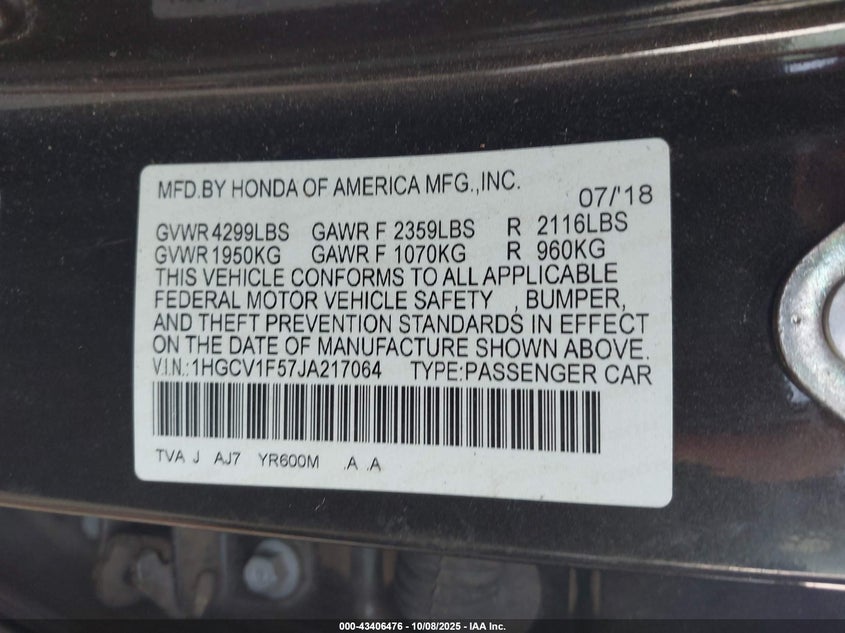 MFD.BY HONDA OF AMERICA MFG.,INC.
07/'18
GVWR 4299LBS GAWR F 2359LBS R 2116LBS
GVWR 1950KG GAWR F 1070KG R 960KG
THIS VEHICLE CONFORMS TO ALL APPLICABLE
FEDERAL MOTOR VEHICLE SAFETY , BUMPER,
AND THEFT PREVENTION STANDARDS IN EFFECT
ON THE DATE OF MANUFACTURE SHOWN ABOVE.
V.I.N.:1HGCV1F57JA217064 TYPE:PASSENGER CAR
TVA J AJ7 YR600M .A .A
000-43406476 | 10/08/2025 - IAA Inc.